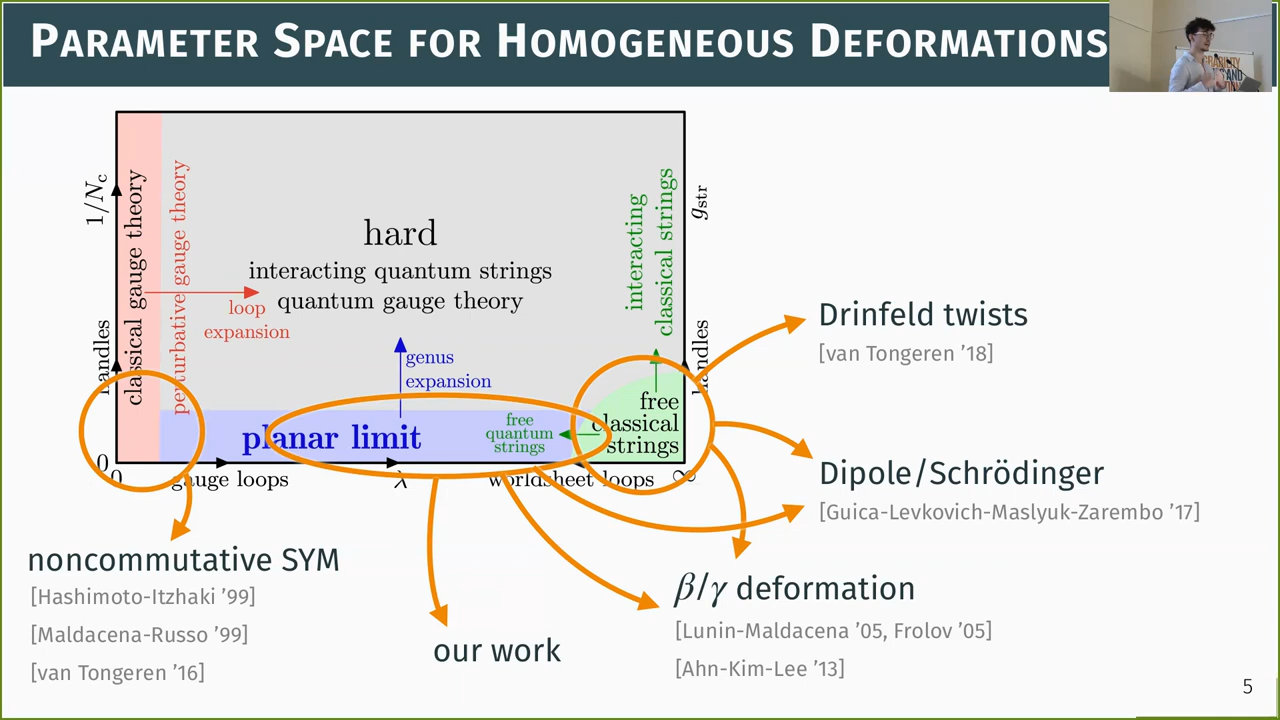 PARAMETER SPACE FOR HOMOGENEOUS DEFORMATIONS
1/Nc
handles
classical gauge theory
perturbative gauge theory
loop
expansion
hard
interacting quantum strings
quantum gauge theory
genus
expansion
planar limit
free
quantum
strings
interacting
classical strings
free
classical
strings
gstr
handles
0
0
gauge loops
λ
worldsheet loops
∞
Drinfeld twists
[van Tongeren ’18]
Dipole/Schrödinger
[Guica-Levkovich-Maslyuk-Zarembo ’17]
noncommutative SYM
[Hashimoto-Itzhaki ’99]
[Maldacena-Russo ’99]
[van Tongeren ’16]
our work
β/γ deformation
[Lunin-Maldacena ’05, Frolov ’05]
[Ahn-Kim-Lee ’13]
5